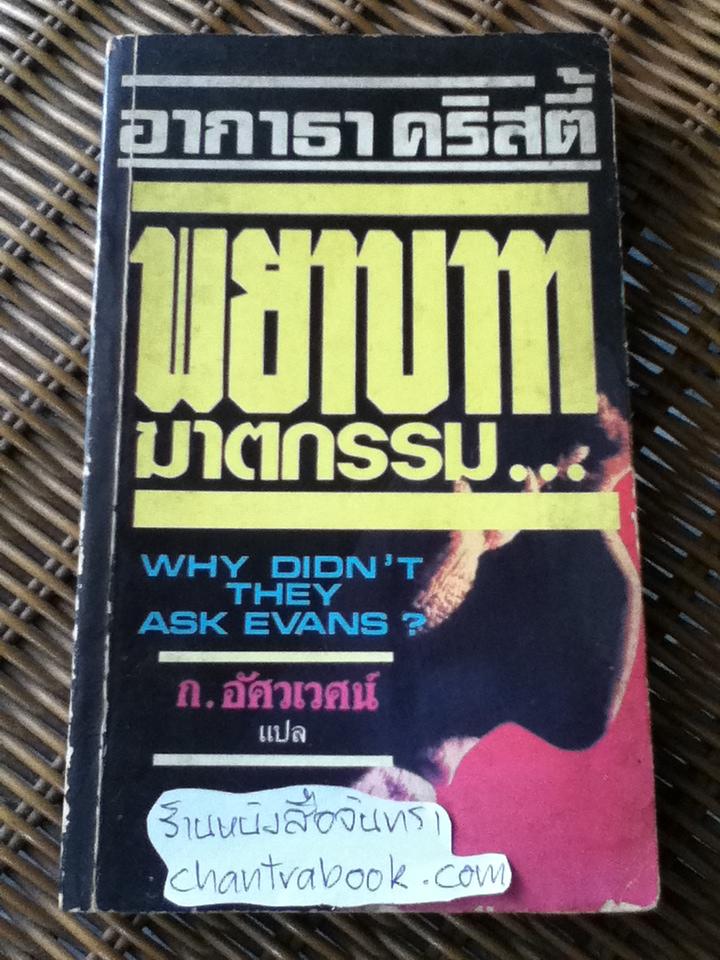 อากาธา คริสตี้
พยาบาท
ฆาตกรรม...
WHY DIDN'T
THEY
ASK EVANS?
ก. อัศวเวศน์
แปล
ร้านหนังสือจันทรา
chantrabook.com